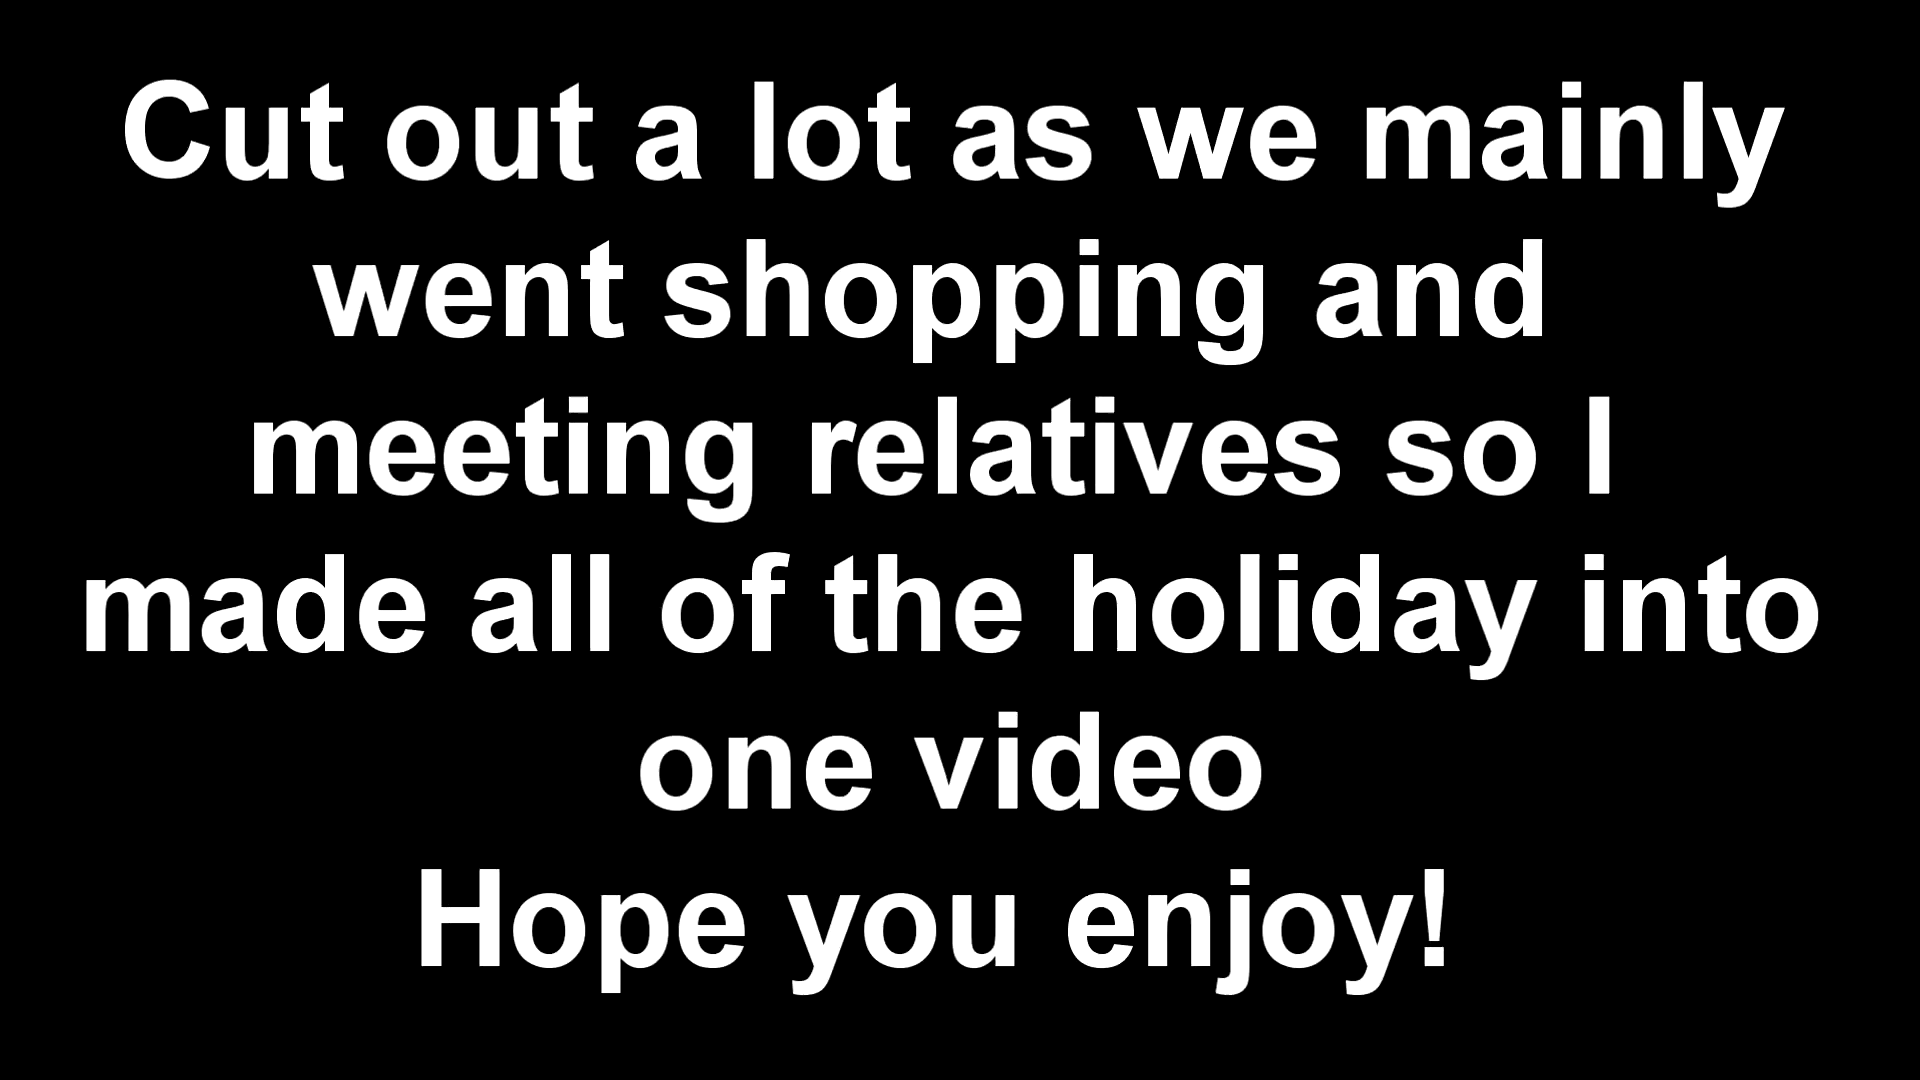 Cut out a lot as we mainly
went shopping and
meeting relatives so I
made all of the holiday into
one video
Hope you enjoy!